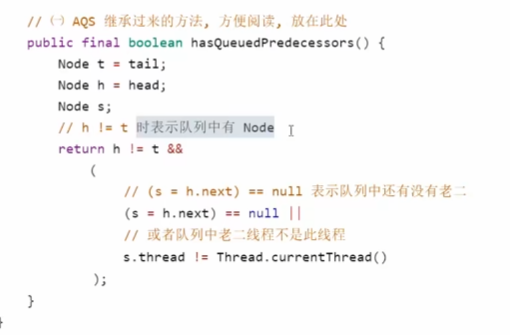 // ㈠ AQS 继承过来的方法, 方便阅读, 放在此处
public final boolean hasQueuedPredecessors() {
Node t = tail;
Node h = head;
Node s;
// h != t 时表示队列中有 Node
return h != t &&
(
// (s = h.next) == null 表示队列中还有没有老二
(s = h.next) == null ||
// 或者队列中老二线程不是此线程
s.thread != Thread.currentThread()
);
}
}